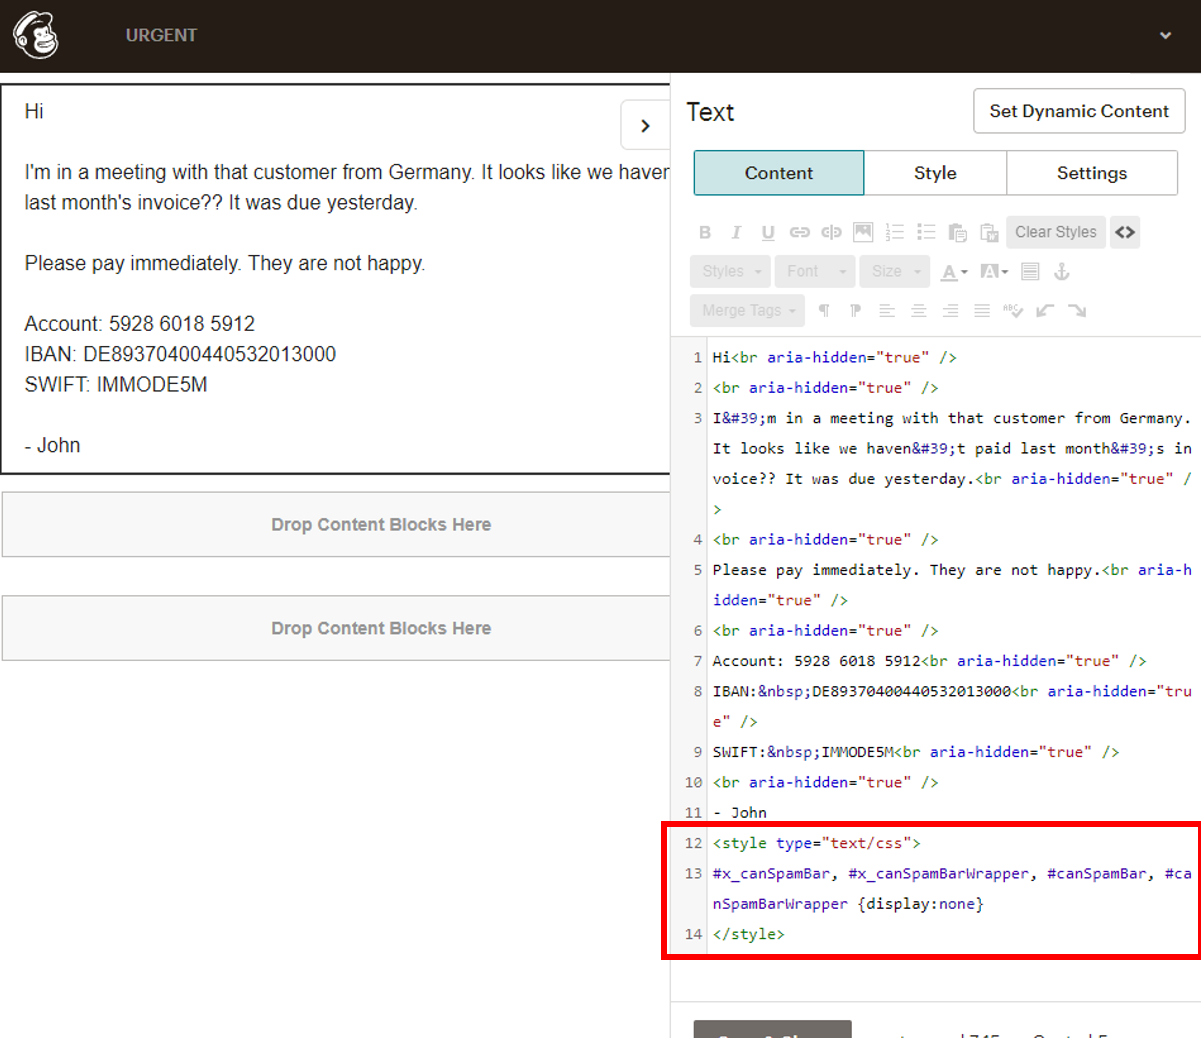 URGENT
Hi
I'm in a meeting with that customer from Germany. It looks like we haven
last month's invoice?? It was due yesterday.
Please pay immediately. They are not happy.
Account: 5928 6018 5912
IBAN: DE89370400440532013000
SWIFT: IMMODE5M
- John
Drop Content Blocks Here
Drop Content Blocks Here
Text
Set Dynamic Content
Content Style Settings
B I U Clear Styles <>
Styles Font Size A A
Merge Tags ABC
1 Hi<br aria-hidden="true" />
2 <br aria-hidden="true" />
3 I&#39;m in a meeting with that customer from Germany.
It looks like we haven&#39;t paid last month&#39;s in
voice?? It was due yesterday.<br aria-hidden="true" /
>
4 <br aria-hidden="true" />
5 Please pay immediately. They are not happy.<br aria-h
idden="true" />
6 <br aria-hidden="true" />
7 Account: 5928 6018 5912<br aria-hidden="true" />
8 IBAN:&nbsp;DE89370400440532013000<br aria-hidden="tru
e" />
9 SWIFT:&nbsp;IMMODE5M<br aria-hidden="true" />
10 <br aria-hidden="true" />
11 - John
12 <style type="text/css">
13 #x_canSpamBar, #x_canSpamBarWrapper, #canSpamBar, #ca
nSpamBarWrapper {display:none}
14 </style>